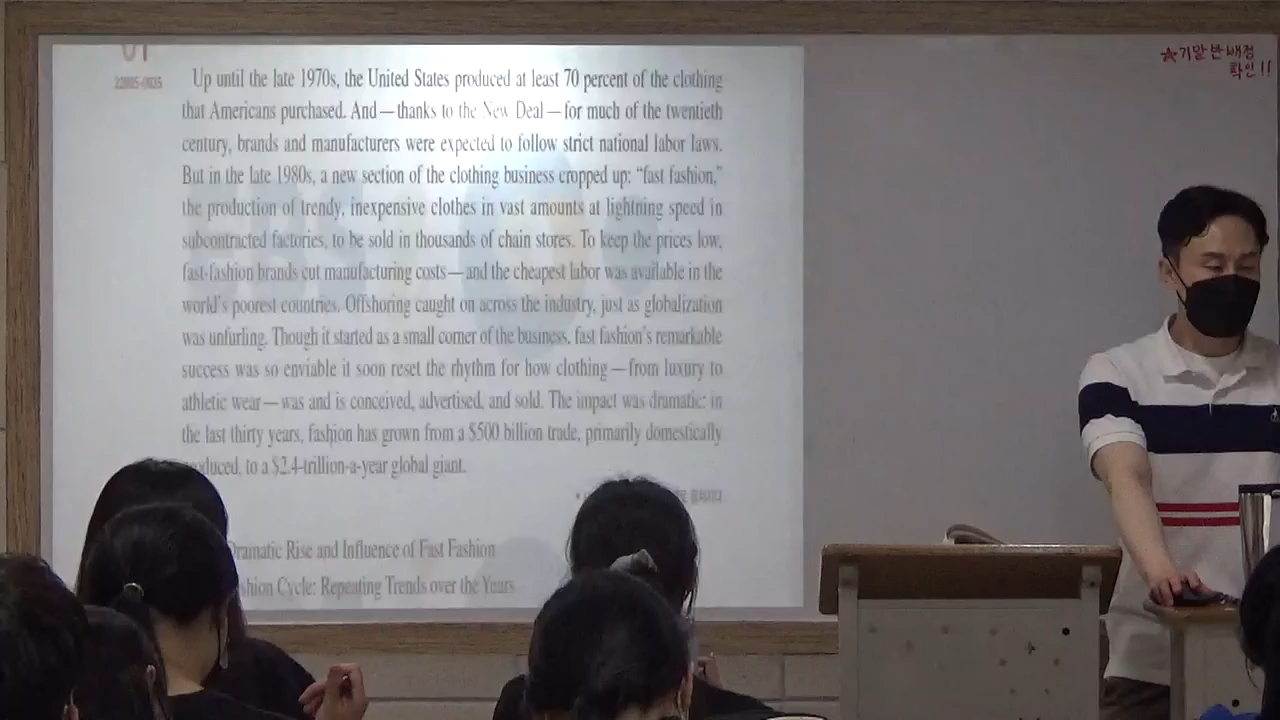 01
22005-0035
Up until the late 1970s, the United States produced at least 70 percent of the clothing
that Americans purchased. And—thanks to the New Deal—for much of the twentieth
century, brands and manufacturers were expected to follow strict national labor laws.
But in the late 1980s, a new section of the clothing business cropped up: “fast fashion,”
the production of trendy, inexpensive clothes in vast amounts at lightning speed in
subcontracted factories, to be sold in thousands of chain stores. To keep the prices low,
fast-fashion brands cut manufacturing costs—and the cheapest labor was available in the
world's poorest countries. Offshoring caught on across the industry, just as globalization
was unfurling. Though it started as a small corner of the business, fast fashion's remarkable
success was so enviable it soon reset the rhythm for how clothing—from luxury to
athletic wear—was and is conceived, advertised, and sold. The impact was dramatic: in
the last thirty years, fashion has grown from a $500 billion trade, primarily domestically
oduced, to a $2.4-trillion-a-year global giant.
Dramatic Rise and Influence of Fast Fashion
shion Cycle: Repeating Trends over the Years
☆기말 반배점
확인!!